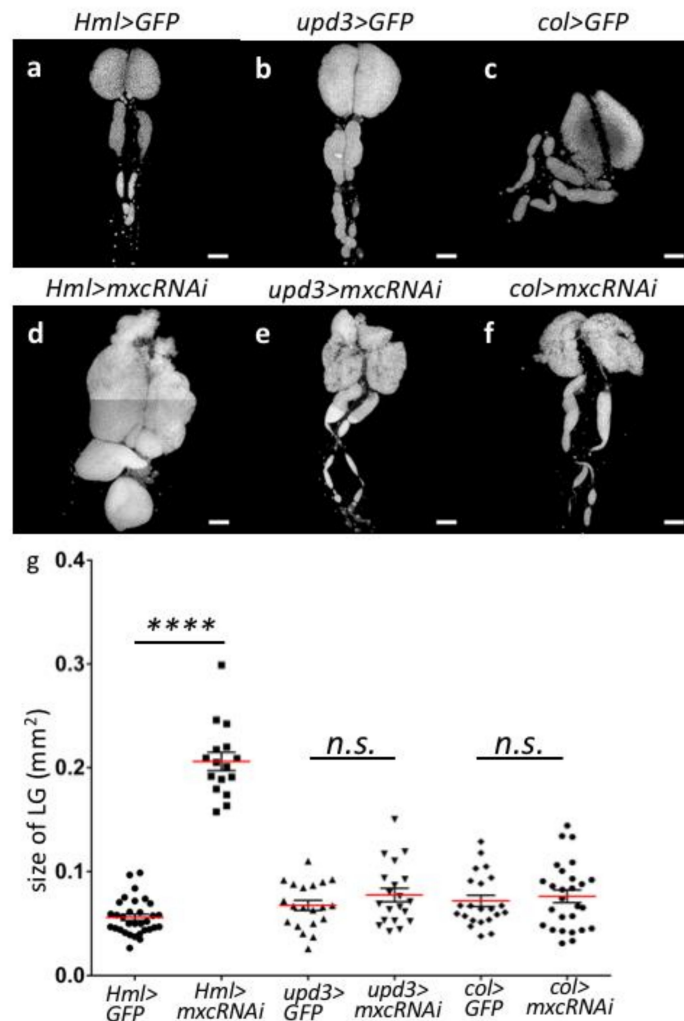 Hml>GFP upd3>GFP col>GFP
a b c
Hml>mxcRNAi upd3>mxcRNAi col>mxcRNAi
d e f
g
0.4
0.3
0.2
0.1
0.0
size of LG (mm²)
****
n.s. n.s.
Hml>
GFP
Hml>
mxcRNAi
upd3>
GFP
upd3>
mxcRNAi
col>
GFP
col>
mxcRNAi